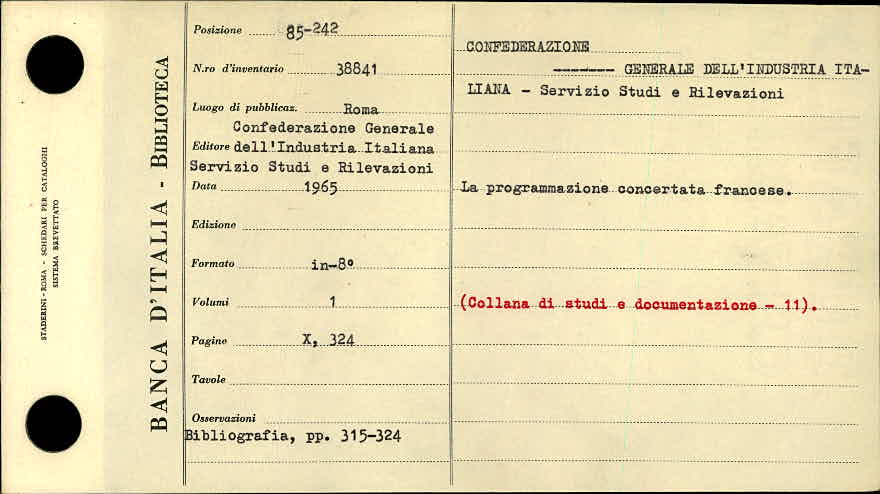 STADERINI - ROMA - SCHEDARI PER CATALOGHI
SISTEMA BREVETTATO
BANCA D'ITALIA - BIBLIOTECA
Posizione 85-242
N.ro d'inventario 38841
Luogo di pubblicaz. Roma
Confederazione Generale
Editore dell'Industria Italiana
Servizio Studi e Rilevazioni
Data 1965
Edizione
Formato in-8°
Volumi 1
Pagine X, 324
Tavole
Osservazioni
Bibliografia, pp. 315-324
CONFEDERAZIONE
------- GENERALE DELL'INDUSTRIA ITA-
LIANA - Servizio Studi e Rilevazioni
La programmazione concertata francese.
(Collana di studi e documentazione - 11).